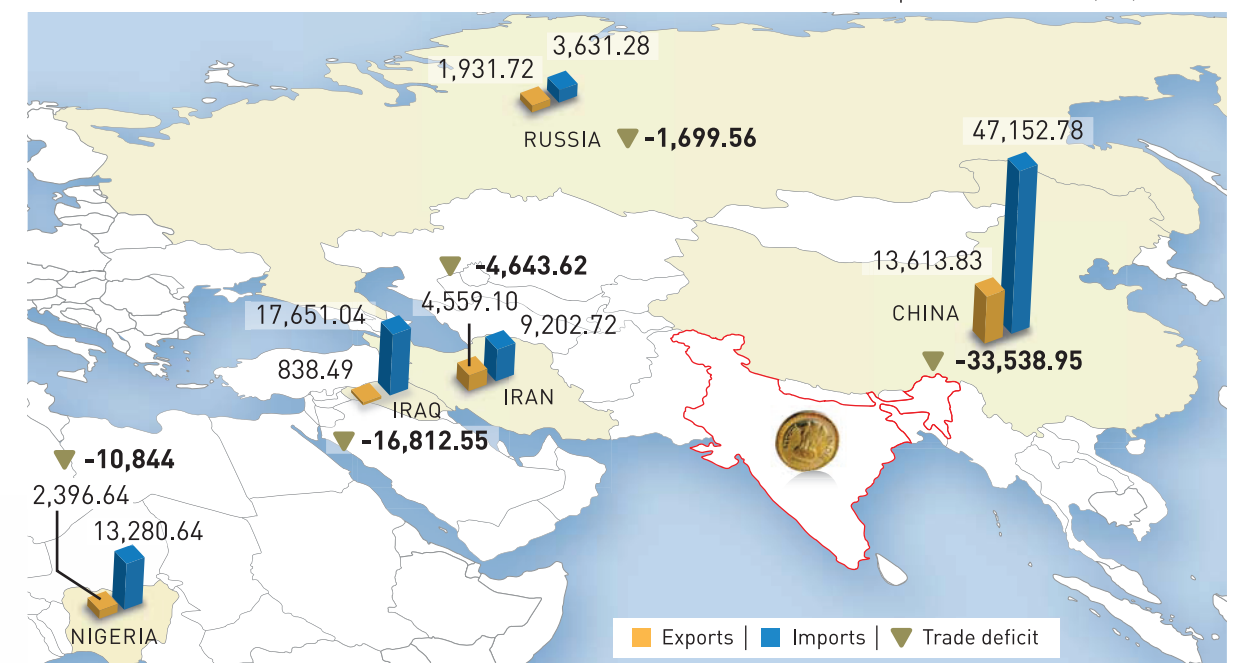 3,631.28
1,931.72
RUSSIA ▼ -1,699.56
47,152.78
13,613.83
CHINA
▼ -33,538.95
▼ -4,643.62
4,559.10
9,202.72
IRAN
17,651.04
838.49
IRAQ
▼ -16,812.55
▼ -10,844
2,396.64
13,280.64
NIGERIA
Exports | Imports | ▼ Trade deficit